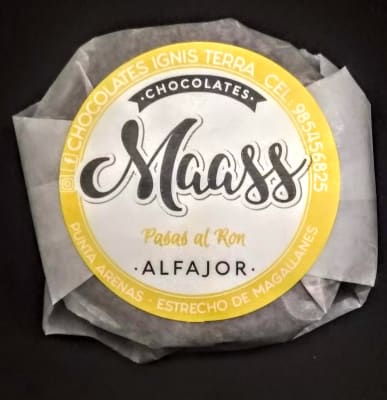 CHOCOLATES IGNIS TERRA CEL: 985456825
·CHOCOLATES·
Maass
Pasas al Ron
·ALFAJOR·
PUNTA ARENAS - ESTRECHO DE MAGALLANES